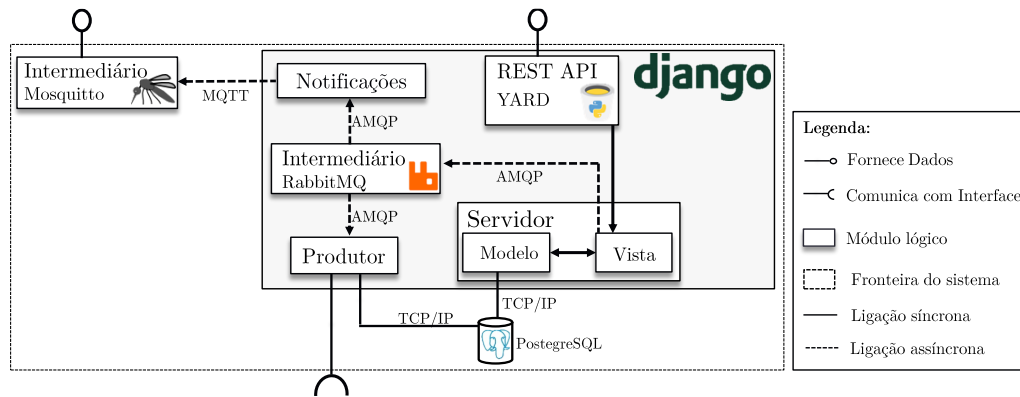 Intermediário
Mosquitto
MQTT
Notificações
REST API
YARD
django
AMQP
Intermediário
RabbitMQ
AMQP
AMQP
Produtor
Servidor
Modelo
Vista
TCP/IP
TCP/IP
PostegreSQL
Legenda:
Fornece Dados
Comunica com Interface
Módulo lógico
Fronteira do sistema
Ligação síncrona
Ligação assíncrona